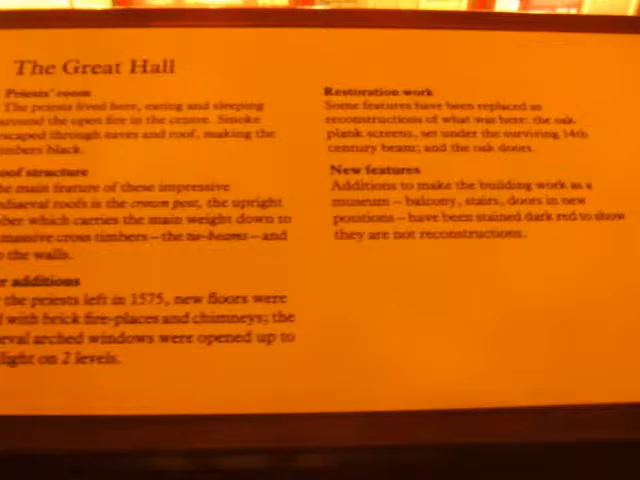 The Great Hall
Priests' room
The priests lived here, eating and sleeping
around the open fire in the centre. Smoke
escaped through eaves and roof, making the
timbers black.
oof structure
he main feature of these impressive
ediaeval roofs is the crown post, the upright
ber which carries the main weight down to
massive cross timbers – the tie-beams – and
o the walls.
r additions
the priests left in 1575, new floors were
d with brick fire-places and chimneys; the
eval arched windows were opened up to
light on 2 levels.
Restoration work
Some features have been replaced as
reconstructions of what was here: the oak
plank screens, set under the surviving 14th
century beam; and the oak doors.
New features
Additions to make the building work as a
museum – balcony, stairs, doors in new
positions – have been stained dark red to show
they are not reconstructions.